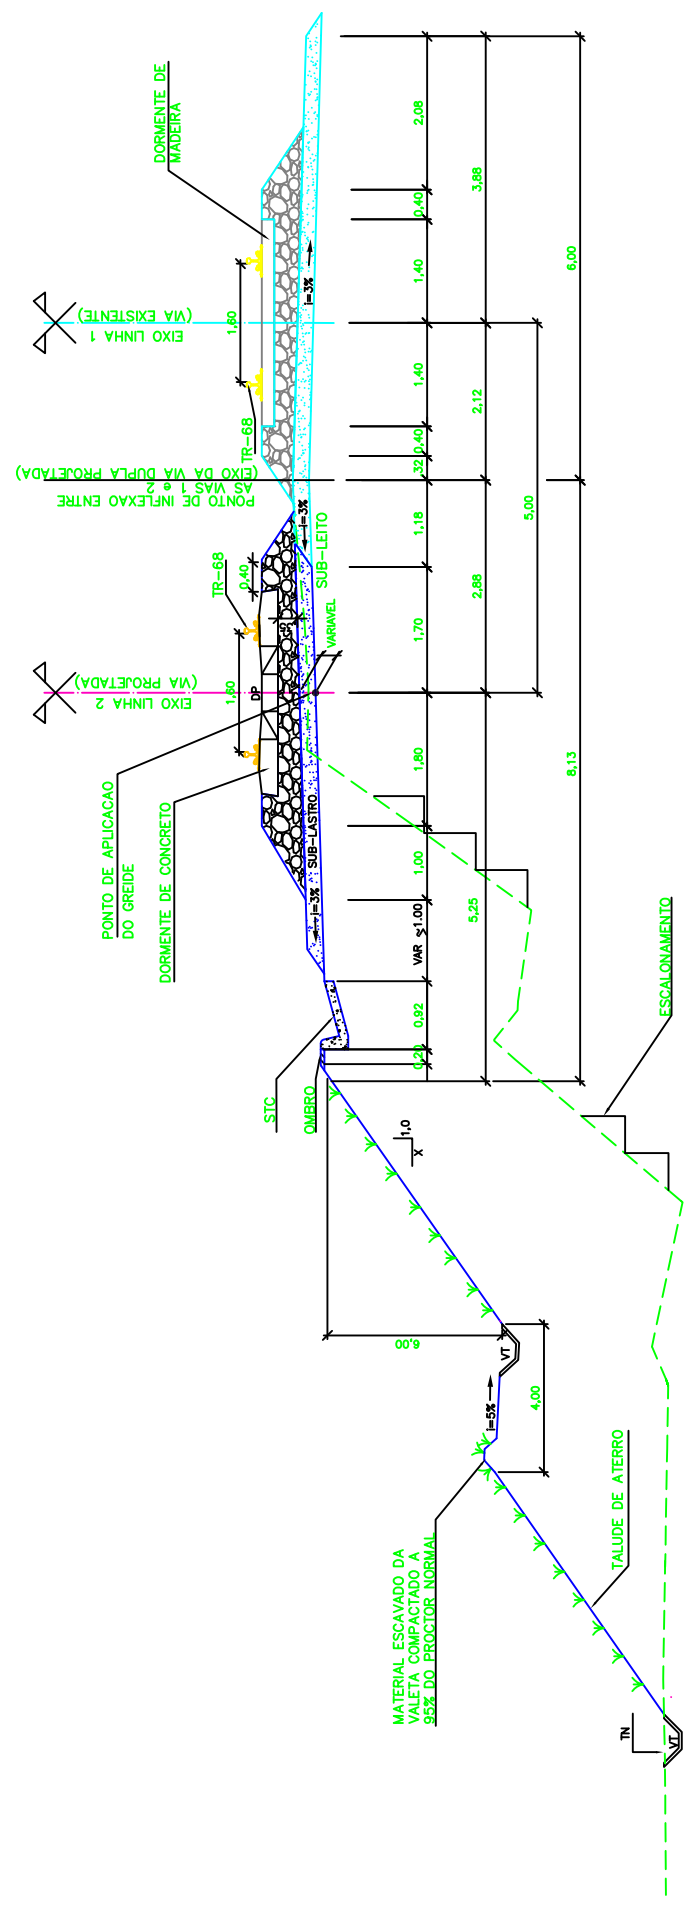 DORMENTE DE
MADEIRA
2,08
3,88
0,40
6,00
1,40
i=3%
EIXO LINHA 1
(VIA EXISTENTE)
1,60
1,40
2,12
0,40
TR-68
,32
PONTO DE INFLEXAO ENTRE
AS VIAS 1 e 2
(EIXO DA VIA DUPLA PROJETADA)
5,00
i=3%
1,18
SUB-LEITO
TR-68
0,40
2,88
VARIAVEL
1,70
EIXO LINHA 2
(VIA PROJETADA)
1,60
DP
1,80
8,13
PONTO DE APLICACAO
DO GREIDE
DORMENTE DE CONCRETO
SUB-LASTRO
i=3%
1,00
5,25
VAR >1.00
0,92
0,20
ESCALONAMENTO
STC
OMBRO
1,0
X
6,00
VT
i=5%
4,00
MATERIAL ESCAVADO DA
VALETA COMPACTADO A
95% DO PROCTOR NORMAL
TALUDE DE ATERRO
TN
VT